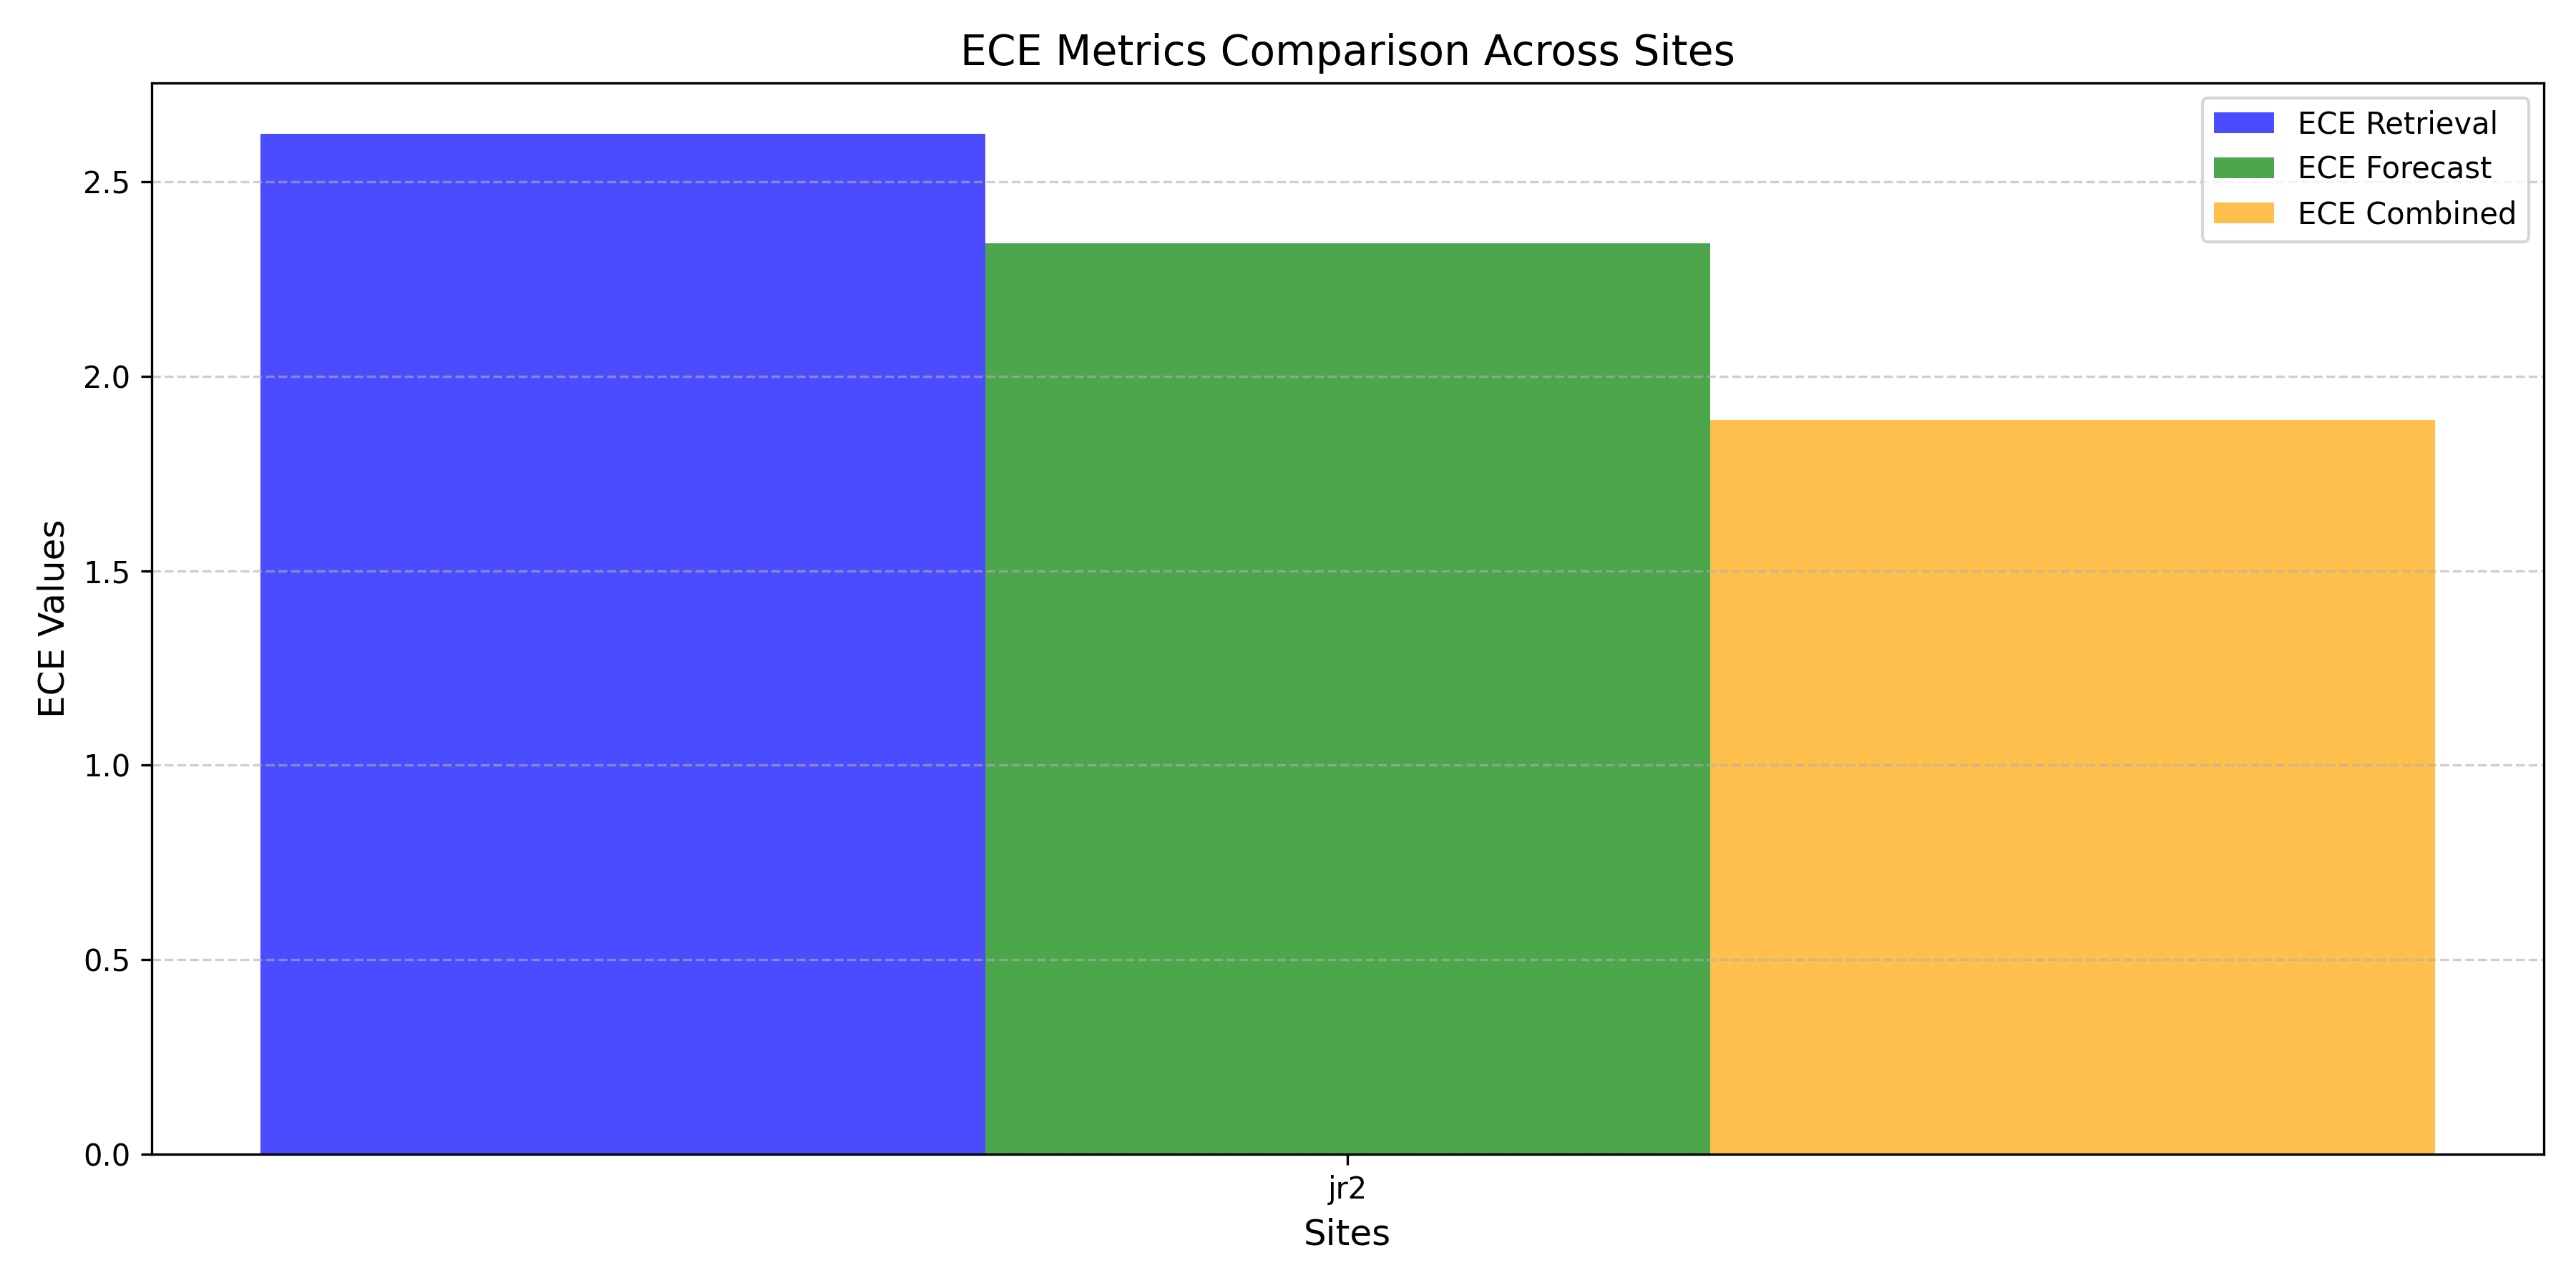 ECE Metrics Comparison Across Sites
ECE Retrieval
ECE Forecast
ECE Combined
ECE Values
2.5
2.0
1.5
1.0
0.5
0.0
jr2
Sites